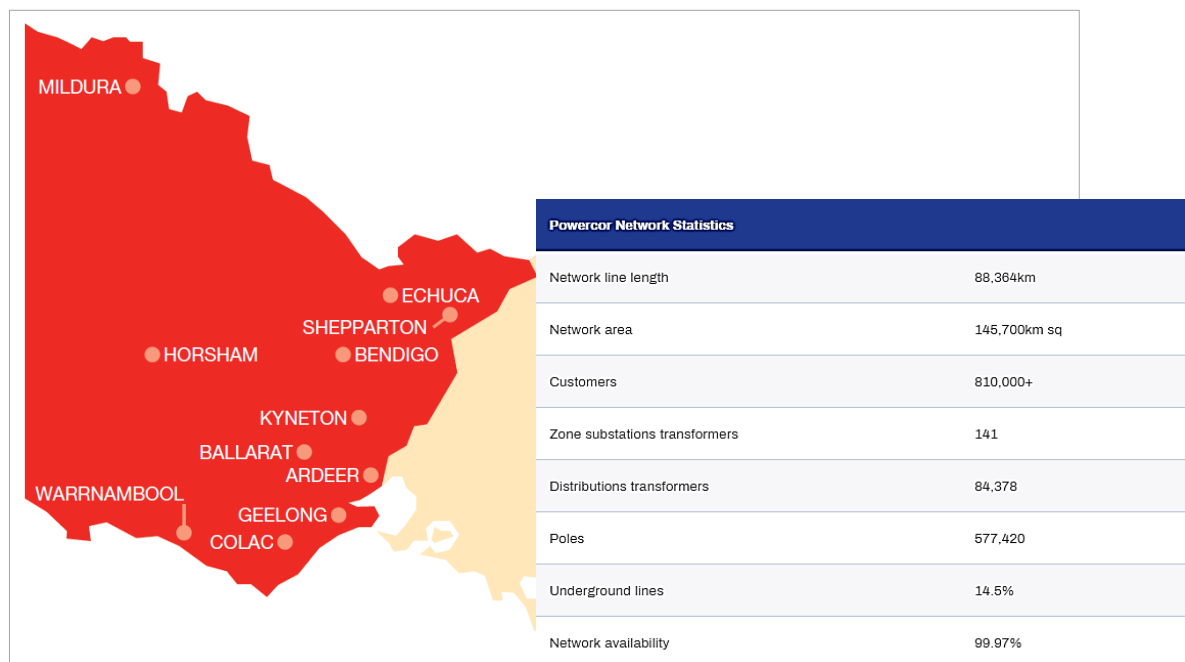 MILDURA
ECHUCA
SHEPPARTON
HORSHAM
BENDIGO
KYNETON
BALLARAT
ARDEER
WARRNAMBOOL
GEELONG
COLAC
Powercor Network Statistics
Network line length 88,364km
Network area 145,700km sq
Customers 810,000+
Zone substations transformers 141
Distributions transformers 84,378
Poles 577,420
Underground lines 14.5%
Network availability 99.97%